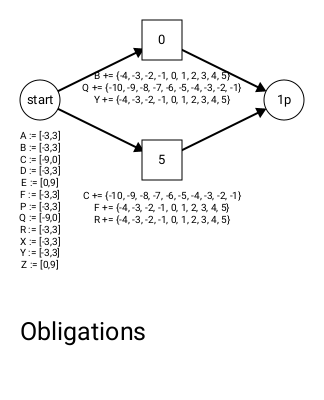 0
B += {-4, -3, -2, -1, 0, 1, 2, 3, 4, 5}
Q += {-10, -9, -8, -7, -6, -5, -4, -3, -2, -1}
Y += {-4, -3, -2, -1, 0, 1, 2, 3, 4, 5}
start
1p
A := [-3,3]
B := [-3,3]
C := [-9,0]
D := [-3,3]
E := [0,9]
F := [-3,3]
P := [-3,3]
Q := [-9,0]
R := [-3,3]
X := [-3,3]
Y := [-3,3]
Z := [0,9]
5
C += {-10, -9, -8, -7, -6, -5, -4, -3, -2, -1}
F += {-4, -3, -2, -1, 0, 1, 2, 3, 4, 5}
R += {-4, -3, -2, -1, 0, 1, 2, 3, 4, 5}
Obligations